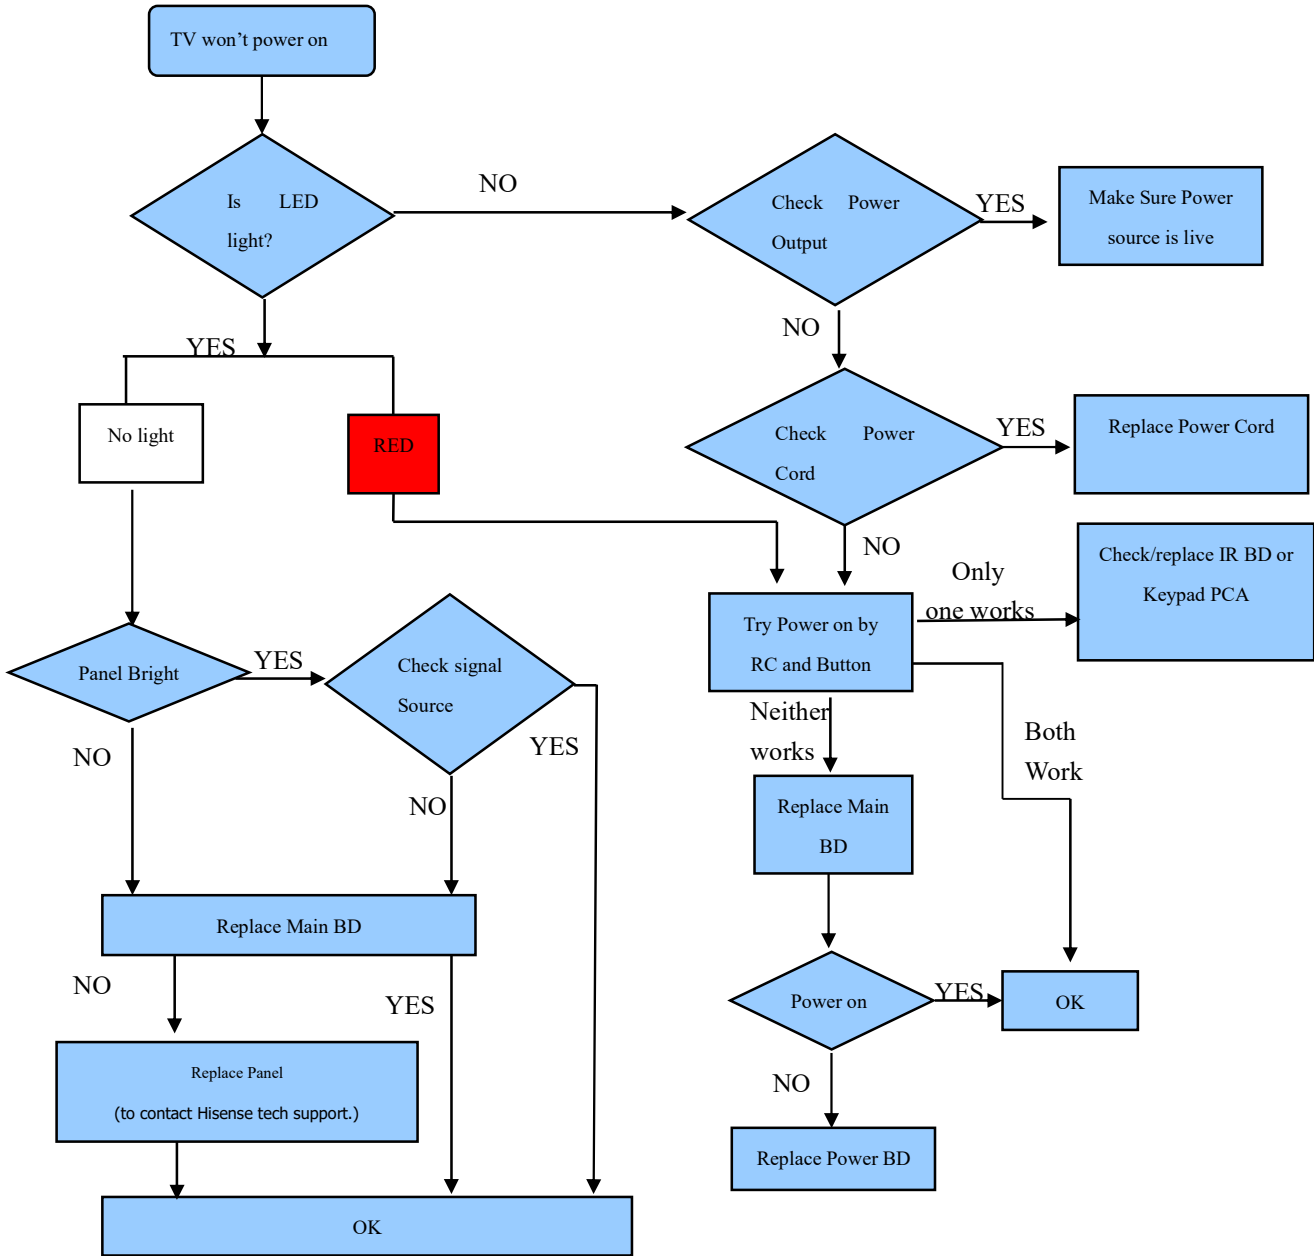 TV won’t power on
Is LED
light?
NO
Check Power
Output
YES
Make Sure Power
source is live
YES
NO
No light
RED
Check Power
Cord
YES
Replace Power Cord
NO
Only
one works
Check/replace IR BD or
Keypad PCA
Try Power on by
RC and Button
Panel Bright
YES
Check signal
Source
YES
NO
NO
Neither
works
Both
Work
Replace Main
BD
Replace Main BD
NO
YES
Power on
YES
OK
Replace Panel
(to contact Hisense tech support.)
NO
Replace Power BD
OK